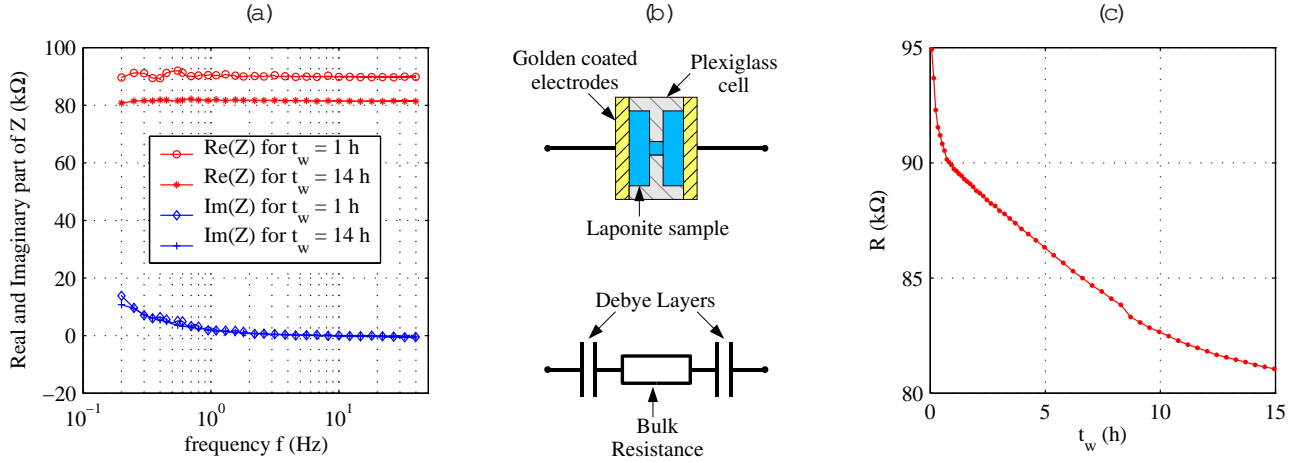 (a)
Real and Imaginary part of Z (kΩ)
100
80
60
40
20
0
−20
10^−1
10^0
10^1
frequency f (Hz)
Re(Z) for t_w = 1 h
Re(Z) for t_w = 14 h
Im(Z) for t_w = 1 h
Im(Z) for t_w = 14 h
(b)
Golden coated
electrodes
Plexiglass
cell
Laponite sample
Debye Layers
Bulk
Resistance
(c)
R (kΩ)
95
90
85
80
0
5
10
15
t_w (h)